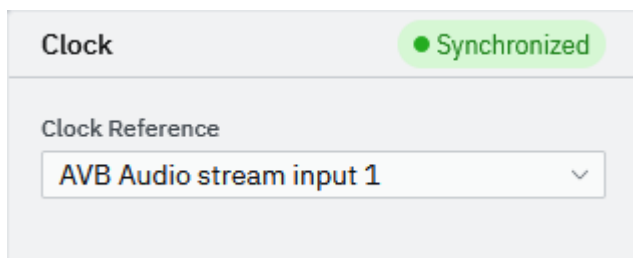 Clock
Synchronized
Clock Reference
AVB Audio stream input 1